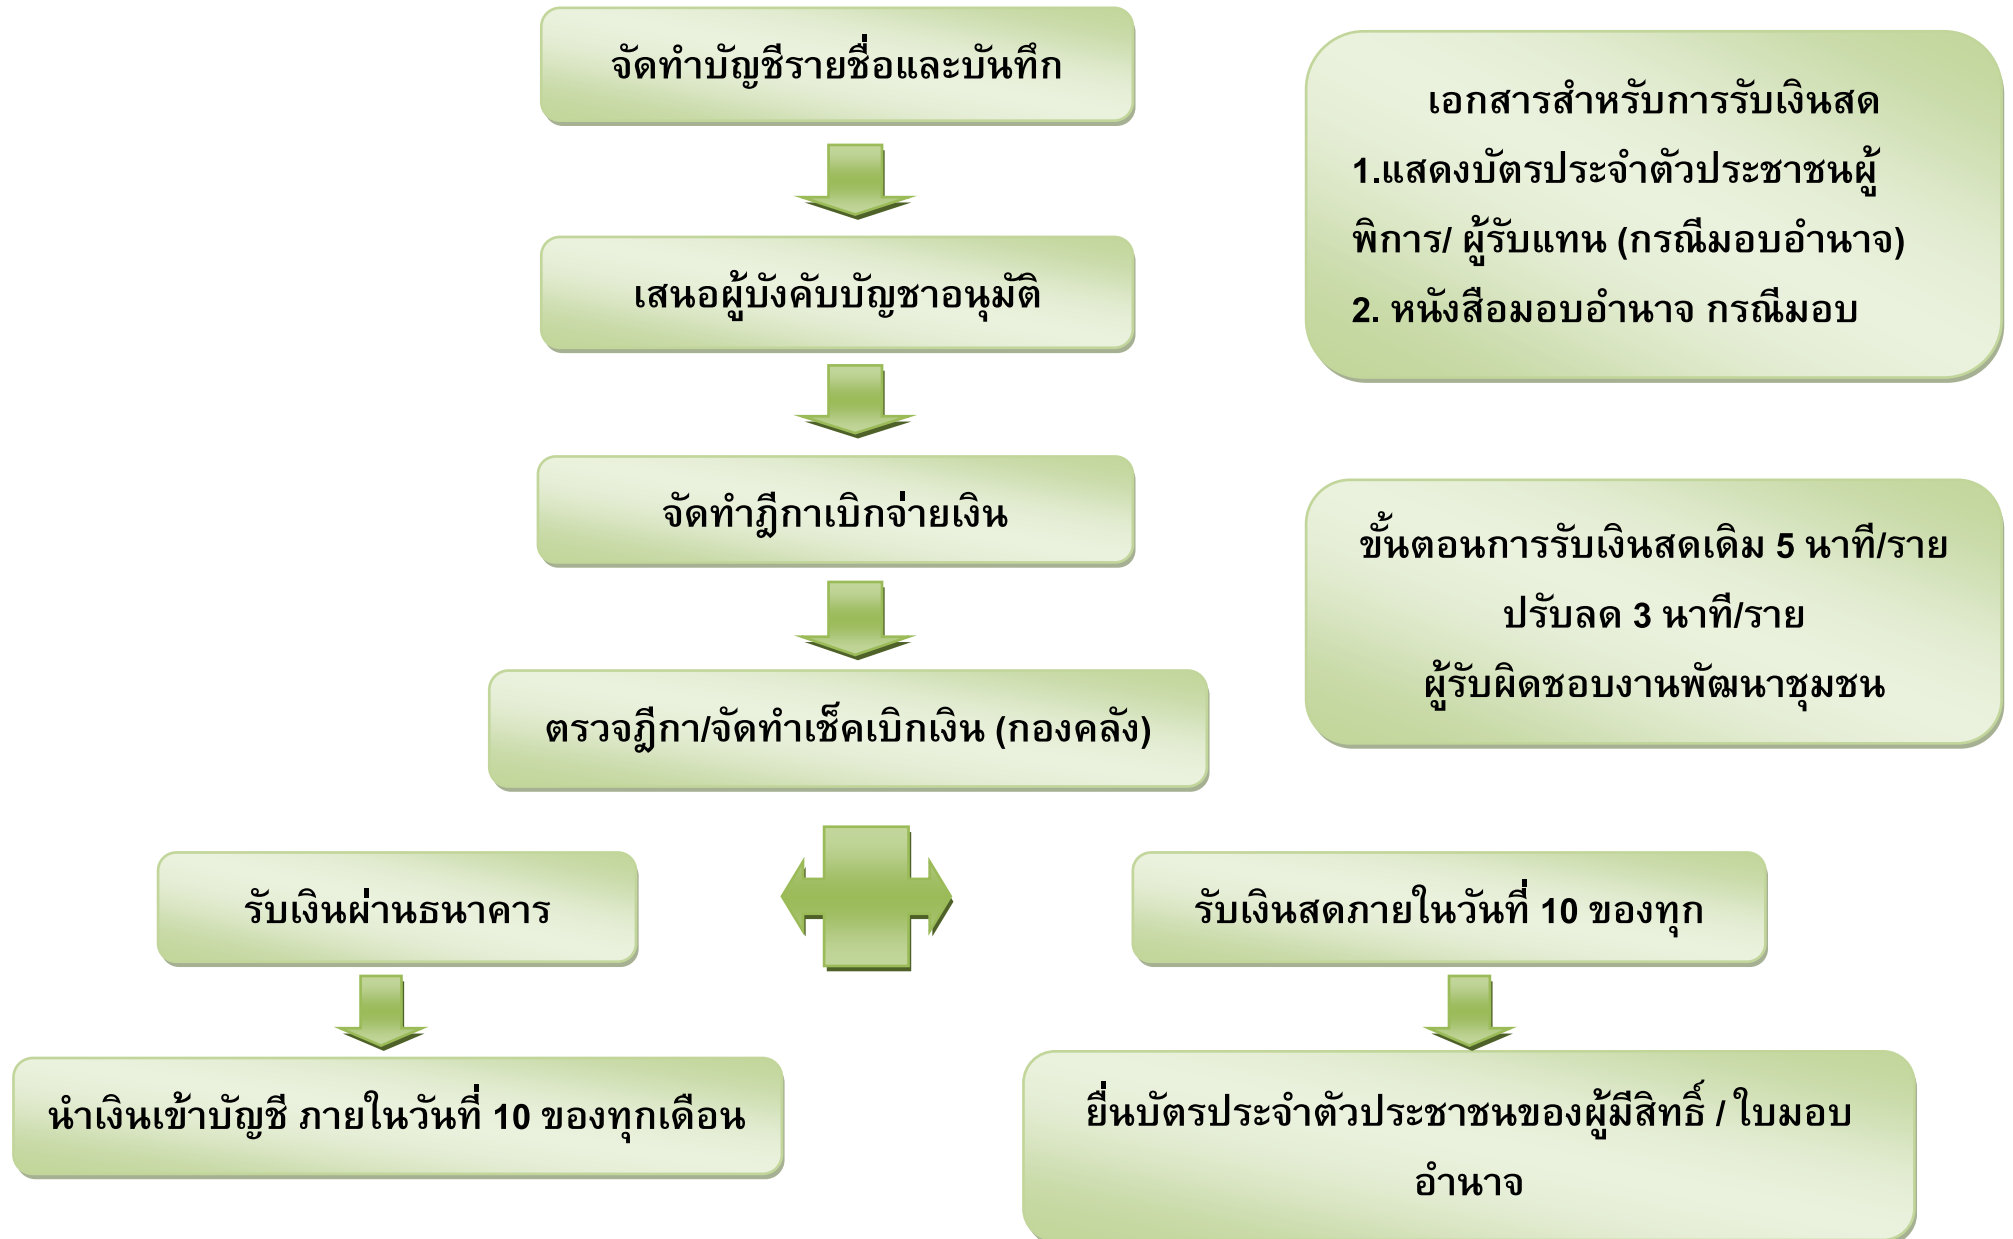 จัดทำบัญชีรายชื่อและบันทึก
เสนอผู้บังคับบัญชาอนุมัติ
จัดทำฎีกาเบิกจ่ายเงิน
ตรวจฎีกา/จัดทำเช็คเบิกเงิน (กองคลัง)
รับเงินผ่านธนาคาร
นำเงินเข้าบัญชี ภายในวันที่ 10 ของทุกเดือน
รับเงินสดภายในวันที่ 10 ของทุก
ยื่นบัตรประจำตัวประชาชนของผู้มีสิทธิ์ / ใบมอบ
อำนาจ
เอกสารสำหรับการรับเงินสด
1.แสดงบัตรประจำตัวประชาชนผู้
พิการ/ ผู้รับแทน (กรณีมอบอำนาจ)
2. หนังสือมอบอำนาจ กรณีมอบ
ขั้นตอนการรับเงินสดเดิม 5 นาที/ราย
ปรับลด 3 นาที/ราย
ผู้รับผิดชอบงานพัฒนาชุมชน